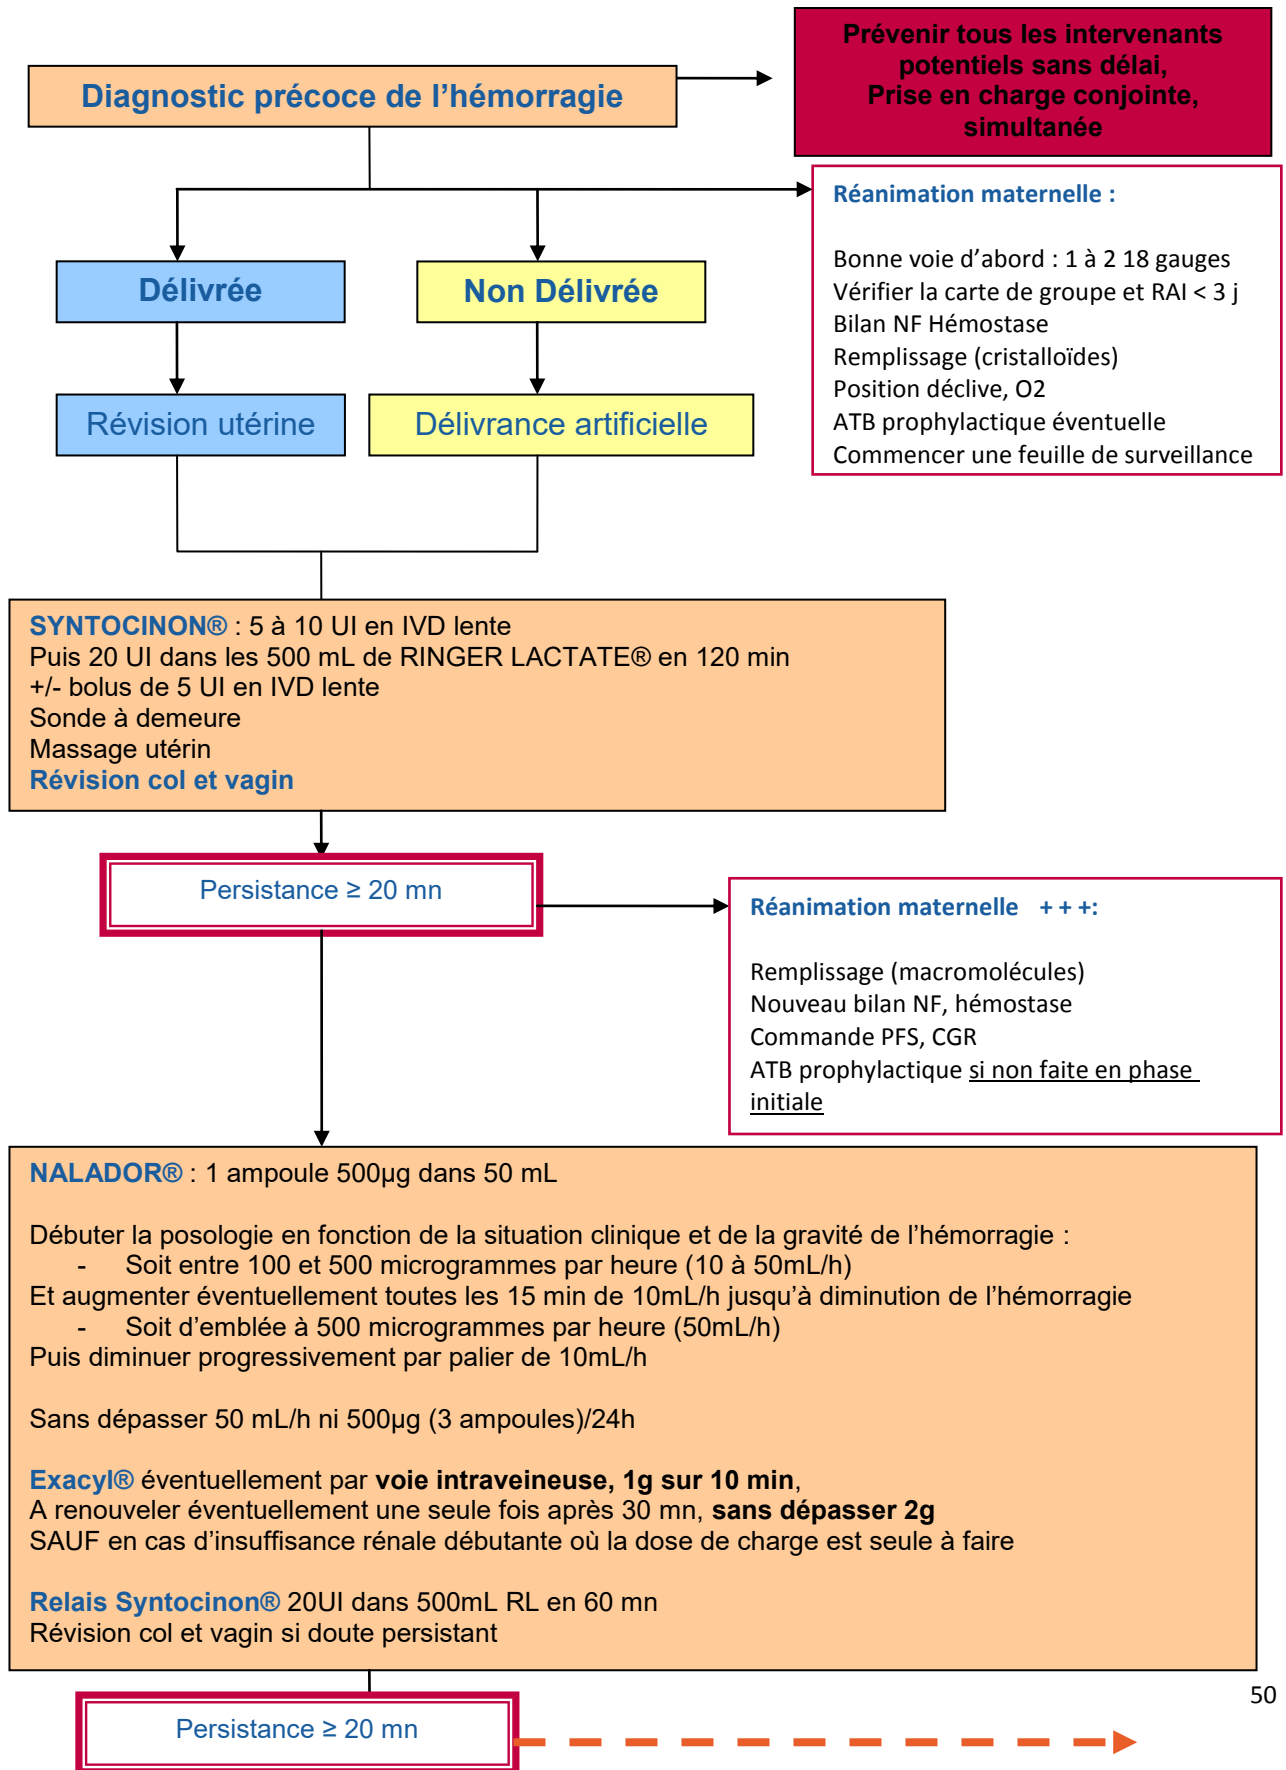 Prévenir tous les intervenants
potentiels sans délai,
Prise en charge conjointe,
simultanée
Diagnostic précoce de l’hémorragie
Réanimation maternelle :
Bonne voie d’abord : 1 à 2 18 gauges
Vérifier la carte de groupe et RAI < 3 j
Bilan NF Hémostase
Remplissage (cristalloïdes)
Position déclive, O2
ATB prophylactique éventuelle
Commencer une feuille de surveillance
Délivrée
Non Délivrée
Révision utérine
Délivrance artificielle
SYNTOCINON® : 5 à 10 UI en IVD lente
Puis 20 UI dans les 500 mL de RINGER LACTATE® en 120 min
+/- bolus de 5 UI en IVD lente
Sonde à demeure
Massage utérin
Révision col et vagin
Persistance ≥ 20 mn
Réanimation maternelle + + +:
Remplissage (macromolécules)
Nouveau bilan NF, hémostase
Commande PFS, CGR
ATB prophylactique si non faite en phase
initiale
NALADOR® : 1 ampoule 500µg dans 50 mL
Débuter la posologie en fonction de la situation clinique et de la gravité de l’hémorragie :
- Soit entre 100 et 500 microgrammes par heure (10 à 50mL/h)
Et augmenter éventuellement toutes les 15 min de 10mL/h jusqu’à diminution de l’hémorragie
- Soit d’emblée à 500 microgrammes par heure (50mL/h)
Puis diminuer progressivement par palier de 10mL/h
Sans dépasser 50 mL/h ni 500µg (3 ampoules)/24h
Exacyl® éventuellement par voie intraveineuse, 1g sur 10 min,
A renouveler éventuellement une seule fois après 30 mn, sans dépasser 2g
SAUF en cas d’insuffisance rénale débutante où la dose de charge est seule à faire
Relais Syntocinon® 20UI dans 500mL RL en 60 mn
Révision col et vagin si doute persistant
50
Persistance ≥ 20 mn